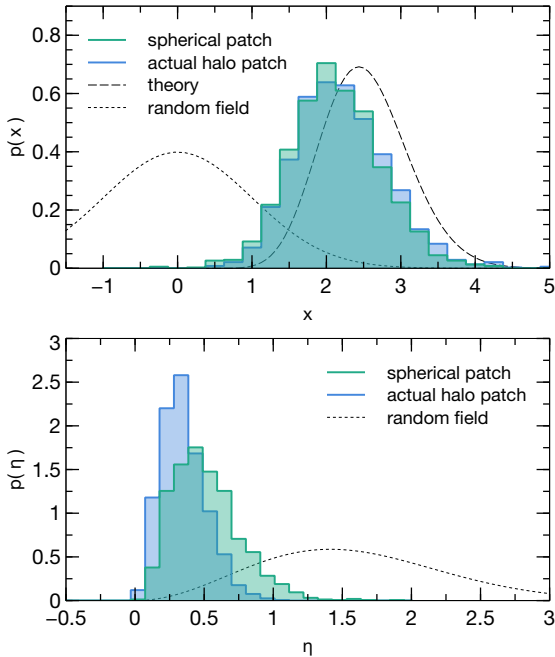 0.8
spherical patch
actual halo patch
theory
random field
0.6
p(x)
0.4
0.2
0
−1 0 1 2 3 4 5
x
3
spherical patch
2.5
actual halo patch
random field
2
p(η)
1.5
1
0.5
0
−0.5 0 0.5 1 1.5 2 2.5 3
η